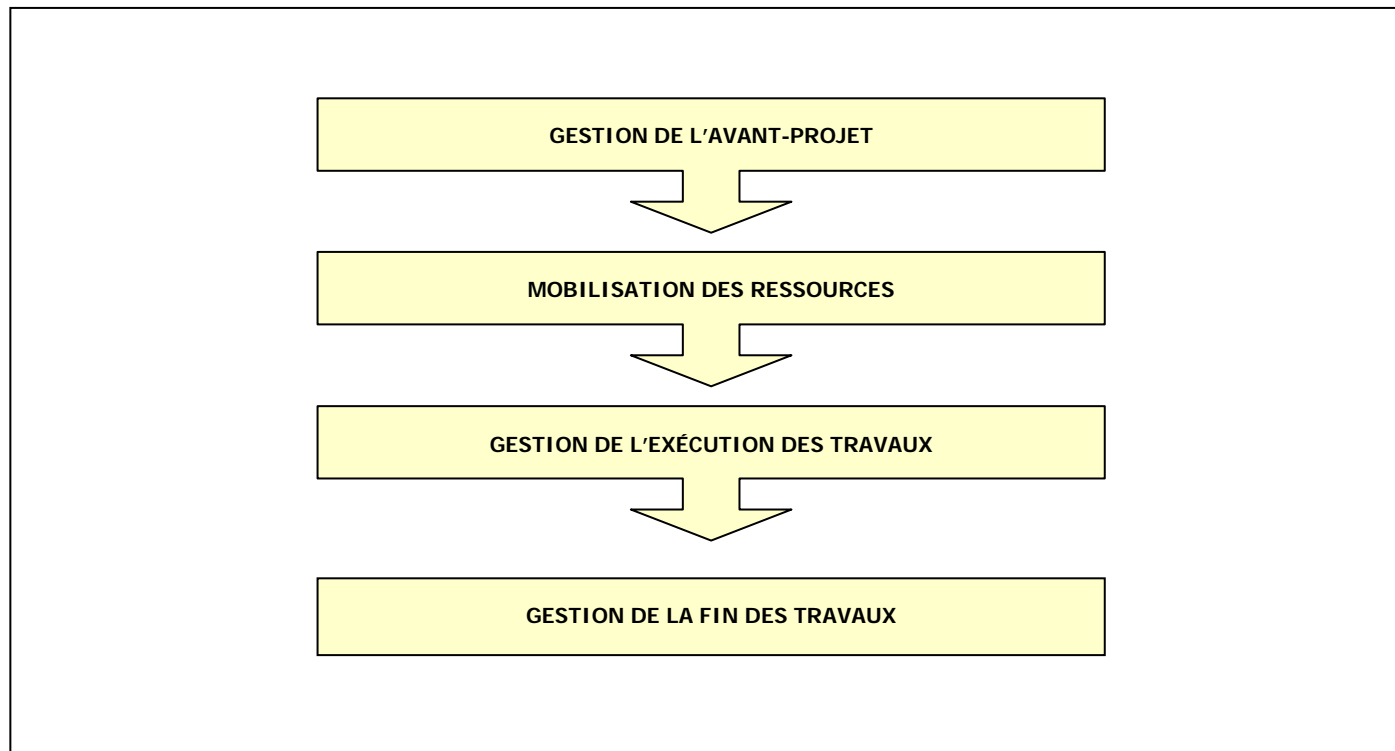 GESTION DE L'AVANT-PROJET
MOBILISATION DES RESSOURCES
GESTION DE L'EXÉCUTION DES TRAVAUX
GESTION DE LA FIN DES TRAVAUX